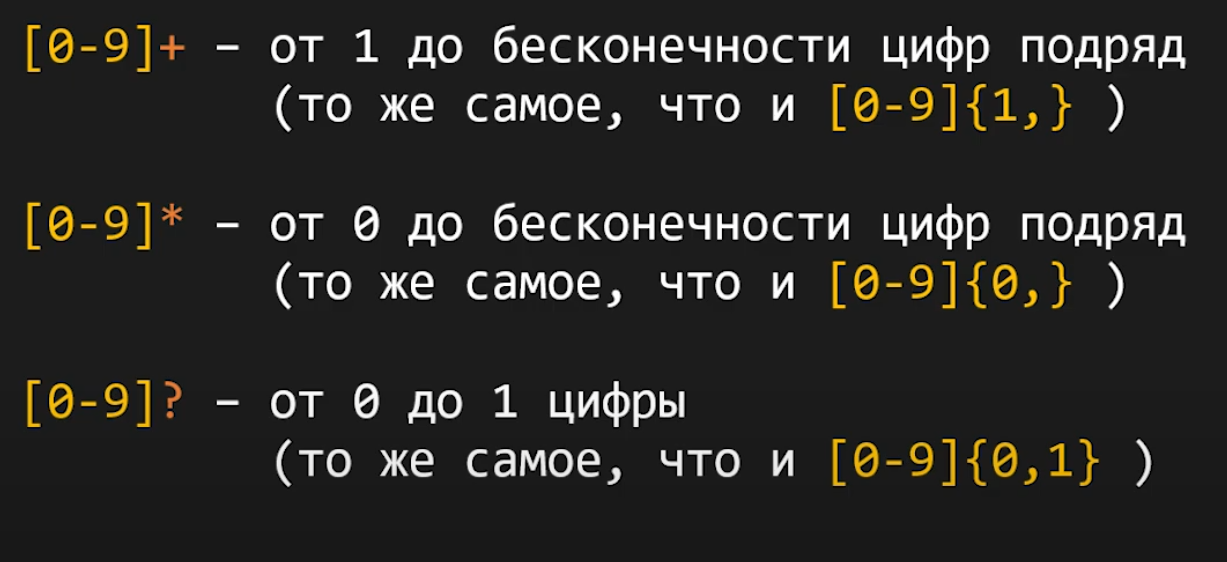 [0-9]+ – от 1 до бесконечности цифр подряд
(то же самое, что и [0-9]{1,} )
[0-9]* – от 0 до бесконечности цифр подряд
(то же самое, что и [0-9]{0,} )
[0-9]? – от 0 до 1 цифры
(то же самое, что и [0-9]{0,1} )